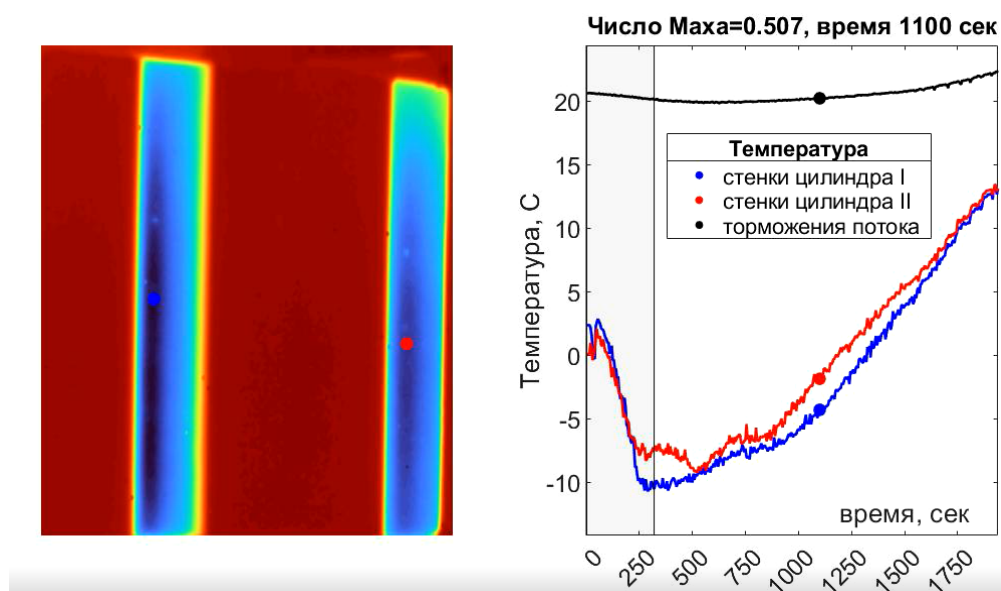 Число Маха=0.507, время 1100 сек
Температура, С
20
15
10
5
0
-5
-10
Температура
стенки цилиндра I
стенки цилиндра II
торможения потока
время, сек
0
250
500
750
1000
1250
1500
1750